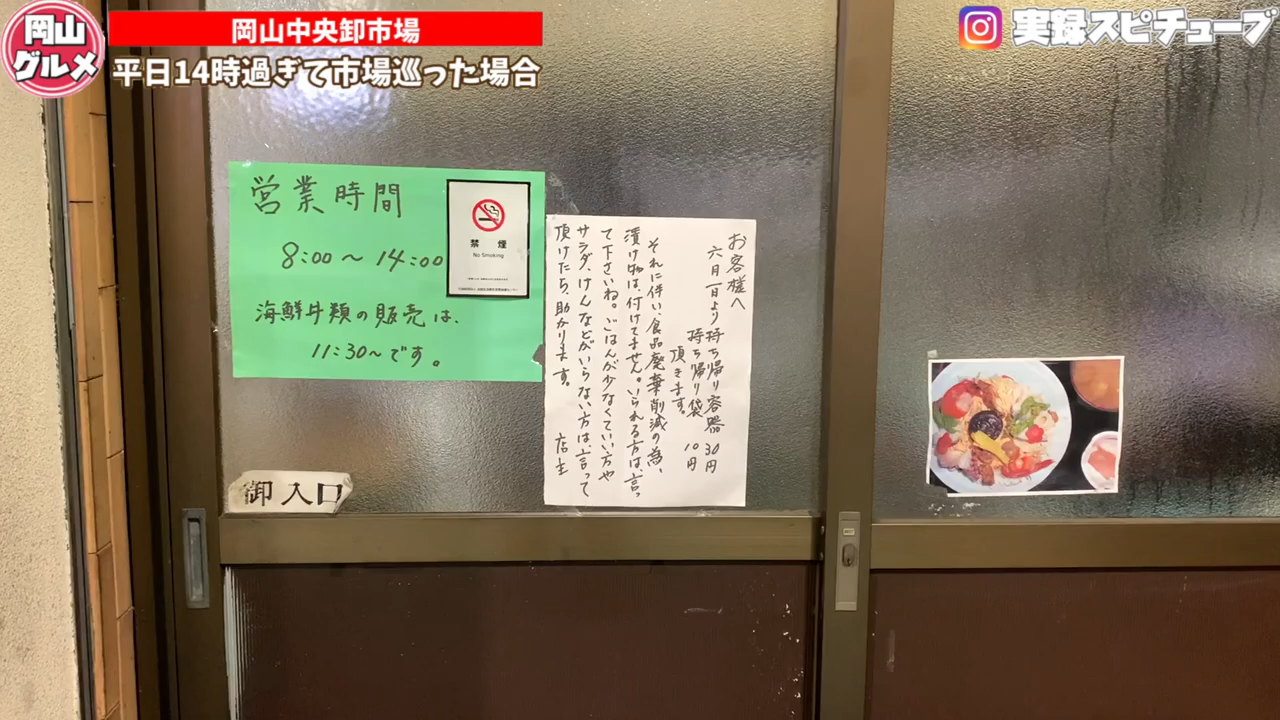 岡山
グルメ
岡山中央卸市場
平日14時過ぎて市場巡った場合
実録スピチューブ
営業時間
8:00〜14:00
海鮮丼類の販売は、
11:30〜です。
禁煙
No Smoking
お客様へ
六月一日より持ち帰り容器 30円
持ち帰り袋 10円
頂きます。
それに伴い、食品廃棄削減の為、
漬け物は、付けてません。いられる方は、言っ
て下さいね。ごはんが少なくていい方や
サラダ、けんなどがいらない方は、言って
頂けたら、助かります。 店主
御入口